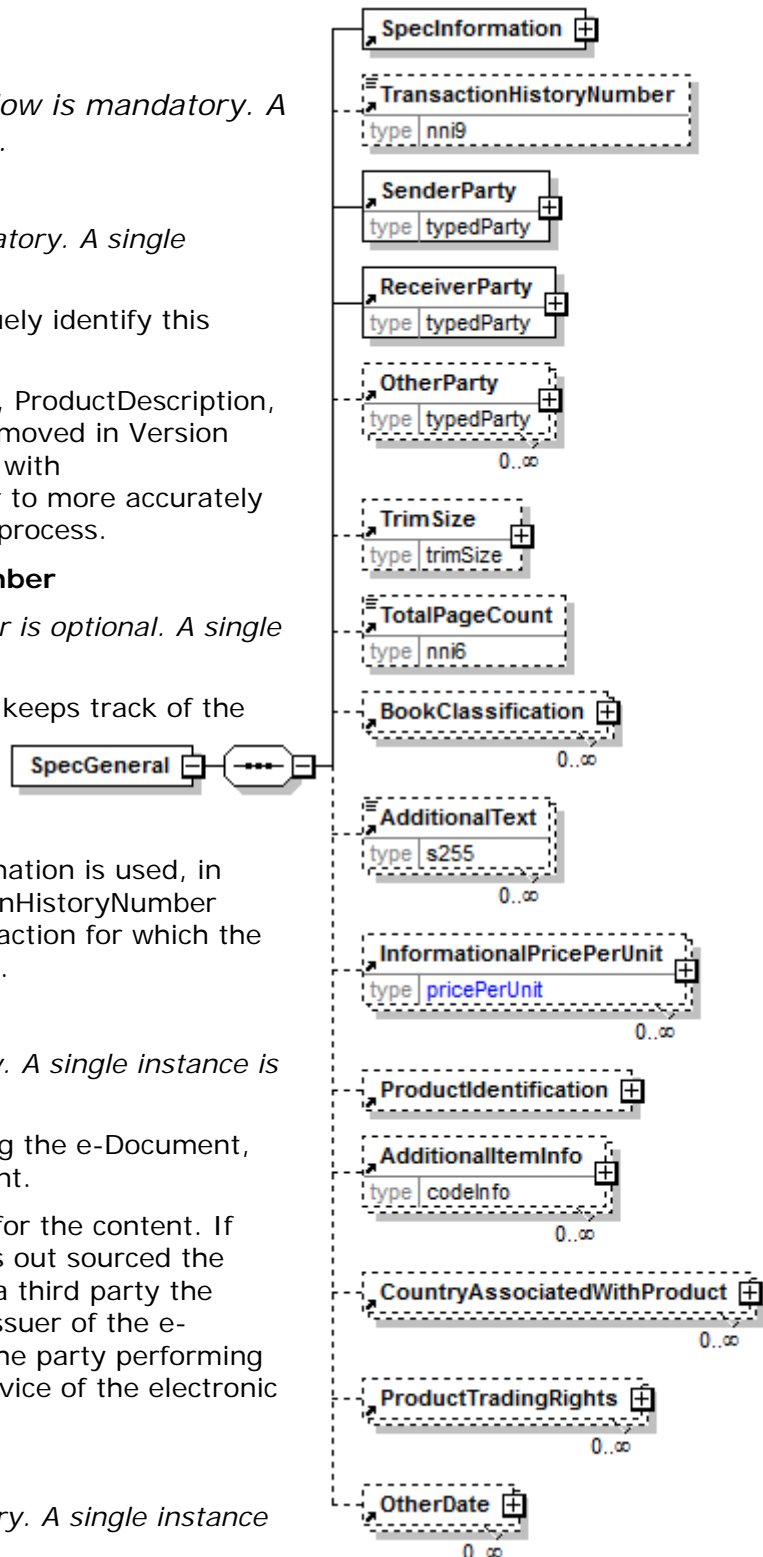 low is mandatory. A
.
atory. A single
uely identify this
, ProductDescription,
moved in Version
with
r to more accurately
process.
mber
r is optional. A single
keeps track of the
nation is used, in
nHistoryNumber
action for which the
.
y. A single instance is
g the e-Document,
nt.
for the content. If
s out sourced the
a third party the
ssuer of the e-
he party performing
vice of the electronic
ry. A single instance
SpecGeneral
SpecInformation
TransactionHistoryNumber
type nni9
SenderParty
type typedParty
ReceiverParty
type typedParty
OtherParty
type typedParty
0..∞
TrimSize
type trimSize
TotalPageCount
type nni6
BookClassification
0..∞
AdditionalText
type s255
0..∞
InformationalPricePerUnit
type pricePerUnit
0..∞
ProductIdentification
AdditionalItemInfo
type codeInfo
0..∞
CountryAssociatedWithProduct
0..∞
ProductTradingRights
0..∞
OtherDate
0..∞